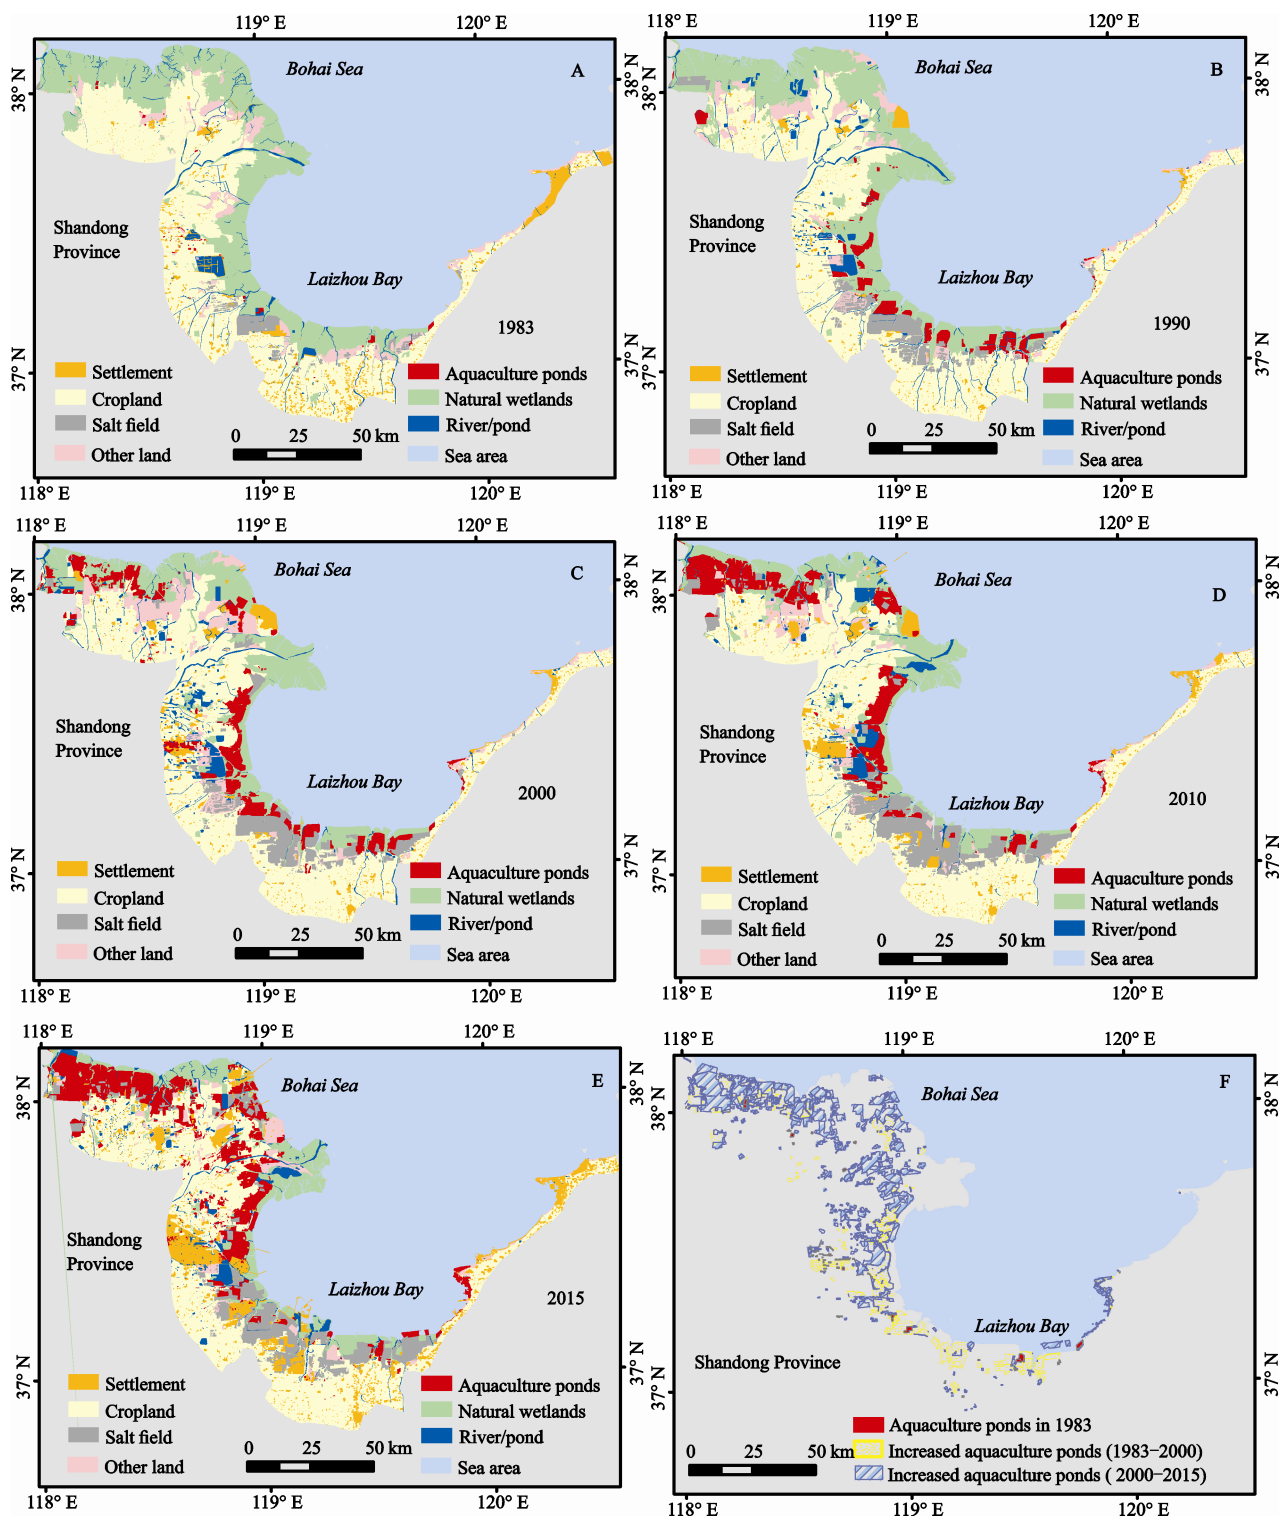 119° E
120° E
38° N
Bohai Sea
A
Shandong
Province
Laizhou Bay
1983
37° N
Settlement
Cropland
Salt field
Other land
0 25 50 km
Aquaculture ponds
Natural wetlands
River/pond
Sea area
118° E
119° E
120° E
118° E
119° E
120° E
38° N
38° N
Bohai Sea
B
Shandong
Province
Laizhou Bay
1990
37° N
37° N
Settlement
Cropland
Salt field
Other land
0 25 50 km
Aquaculture ponds
Natural wetlands
River/pond
Sea area
118° E
119° E
120° E
118° E
119° E
120° E
38° N
Bohai Sea
C
Shandong
Province
Laizhou Bay
2000
37° N
Settlement
Cropland
Salt field
Other land
0 25 50 km
Aquaculture ponds
Natural wetlands
River/pond
Sea area
118° E
119° E
120° E
118° E
119° E
120° E
38° N
38° N
Bohai Sea
D
Shandong
Province
Laizhou Bay
2010
37° N
37° N
Settlement
Cropland
Salt field
Other land
0 25 50 km
Aquaculture ponds
Natural wetlands
River/pond
Sea area
118° E
119° E
120° E
118° E
119° E
120° E
38° N
Bohai Sea
E
Shandong
Province
Laizhou Bay
2015
37° N
Settlement
Cropland
Salt field
Other land
0 25 50 km
Aquaculture ponds
Natural wetlands
River/pond
Sea area
118° E
119° E
120° E
118° E
119° E
120° E
38° N
38° N
Bohai Sea
F
Laizhou Bay
Shandong Province
37° N
37° N
0 25 50 km
Aquaculture ponds in 1983
Increased aquaculture ponds (1983−2000)
Increased aquaculture ponds ( 2000−2015)
118° E
119° E
120° E